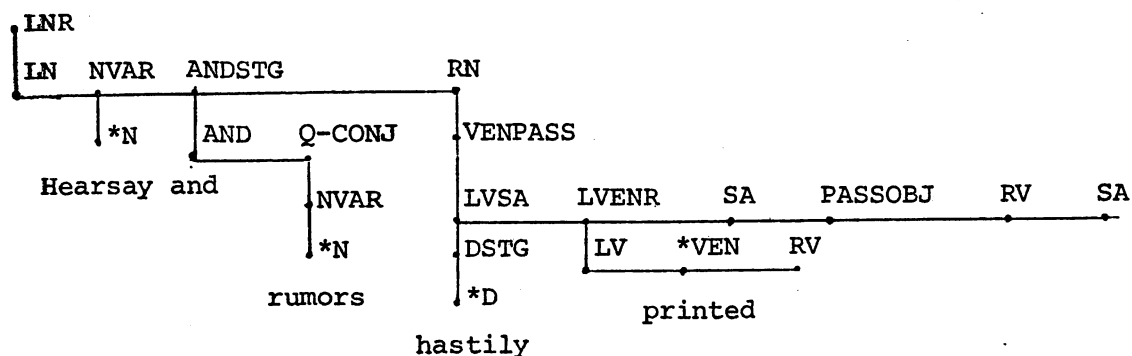 LNR
LN NVAR ANDSTG RN
*N AND Q-CONJ VENPASS
Hearsay and
NVAR LVSA LVENR SA PASSOBJ RV SA
*N DSTG LV *VEN RV
rumors *D printed
hastily